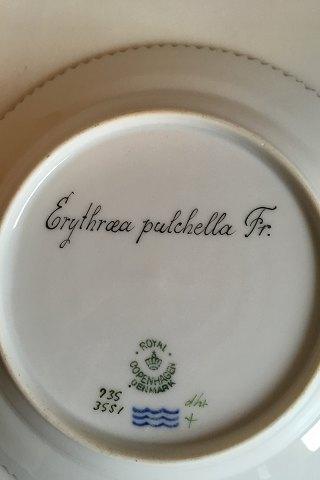 Erythræa pulchella Fr.
ROYAL
COPENHAGEN
DENMARK
735
3551